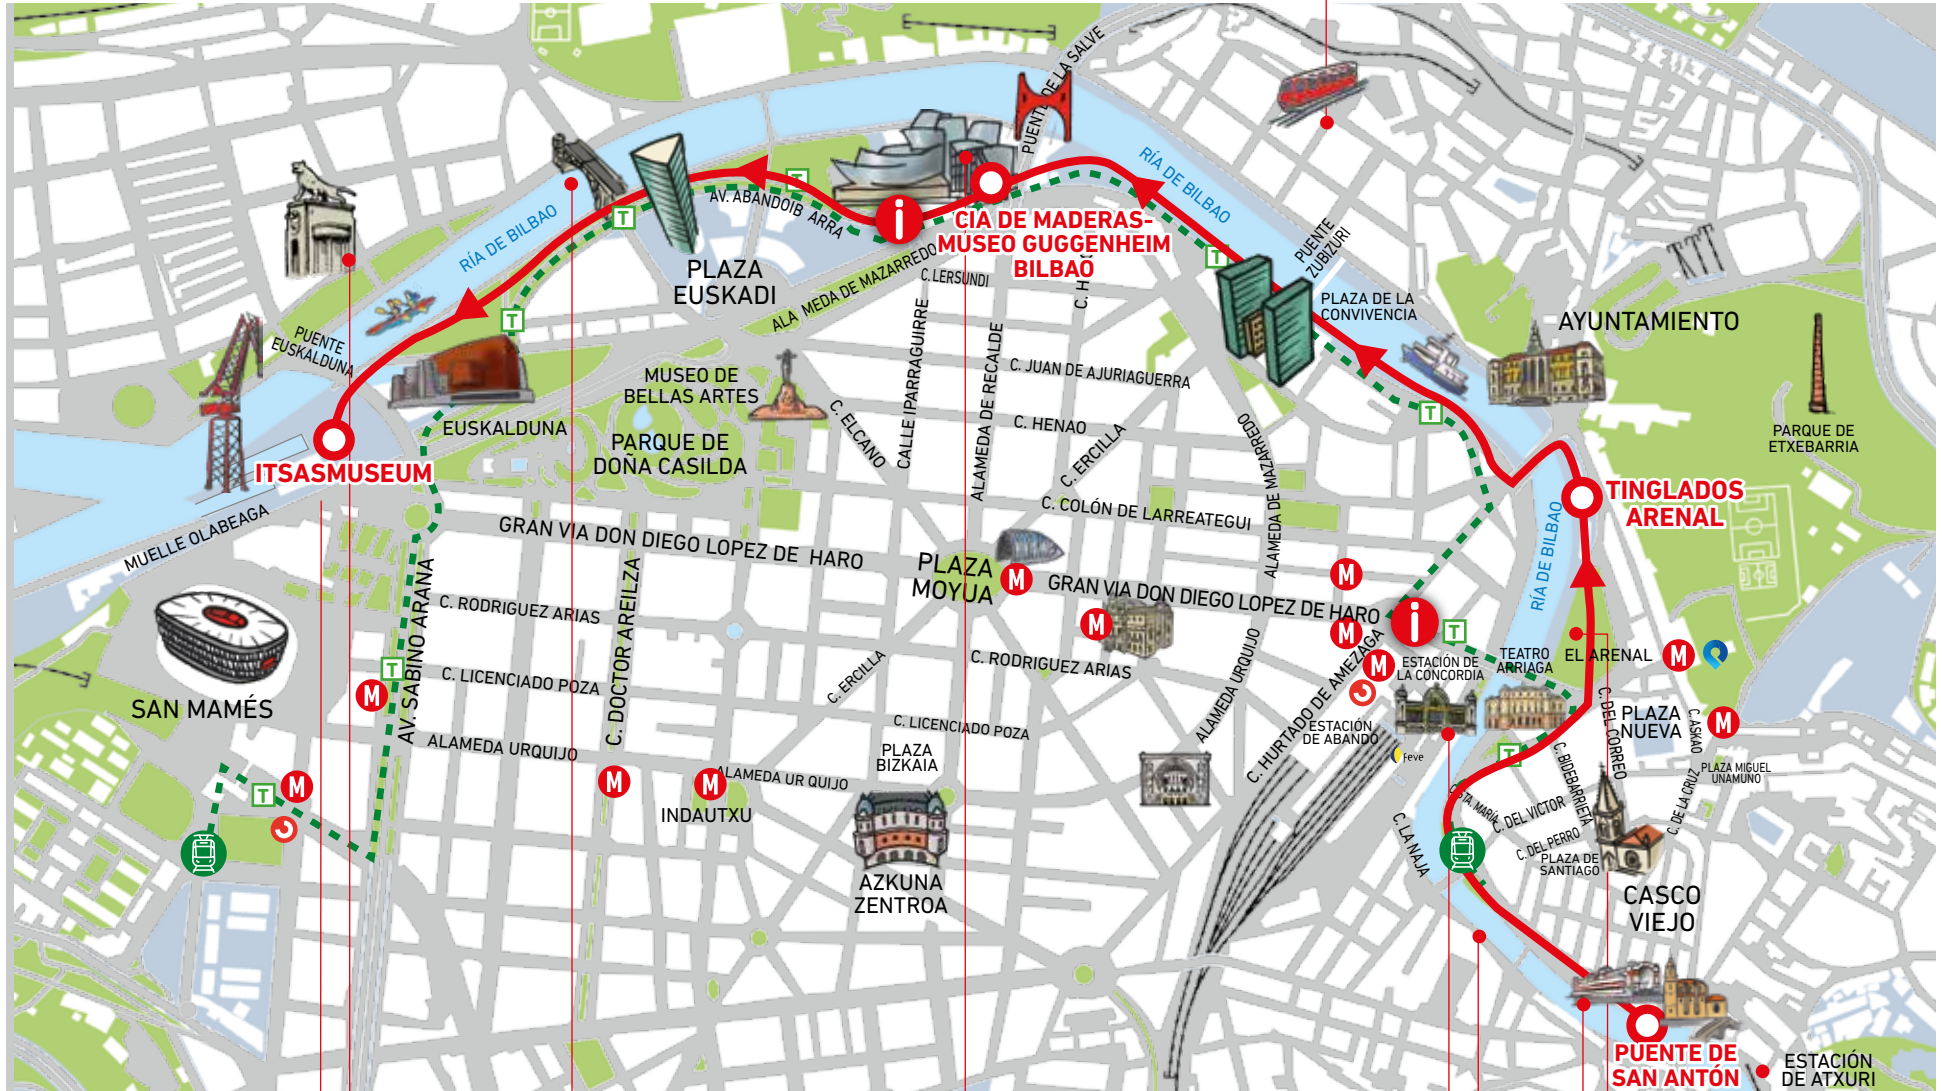 PUENTE DE LA SALVE
RÍA DE BILBAO
RÍA DE BILBAO
AV. ABANDOIBARRA
T
T
i
CIA DE MADERAS-
MUSEO GUGGENHEIM
BILBAO
PUENTE
ZUBIZURI
T
PLAZA
EUSKADI
ALAMEDA DE MAZARREDO
C. LERSUNDI
PLAZA DE LA
CONVIVENCIA
AYUNTAMIENTO
T
PUENTE
EUSKALDUNA
MUSEO DE
BELLAS ARTES
C. ELCANO
CALLE IPARRAGUIRRE
ALAMEDA DE RECALDE
C. JUAN DE AJURIAGUERRA
C. HENAO
C. ERCILLA
ALAMEDA DE MAZARREDO
T
PARQUE DE
ETXEBARRIA
EUSKALDUNA
PARQUE DE
DOÑA CASILDA
ITSASMUSEUM
TINGLADOS
ARENAL
C. COLÓN DE LARREATEGUI
MUELLE OLABEAGA
GRAN VIA DON DIEGO LOPEZ DE HARO
PLAZA
MOYUA
M
GRAN VIA DON DIEGO LOPEZ DE HARO
M
RÍA DE BILBAO
AV. SABINO ARANA
C. RODRIGUEZ ARIAS
C. DOCTOR AREILZA
M
M
i
T
C. RODRIGUEZ ARIAS
ALAMEDA URQUIJO
C. HURTADO DE AMEZAGA
M
ESTACIÓN DE
LA CONCORDIA
TEATRO
ARRIAGA
EL ARENAL
M
T
M
C. LICENCIADO POZA
C. ERCILLA
C. LICENCIADO POZA
SAN MAMÉS
ESTACIÓN
DE ABANDO
Feve
C. DEL CORREO
PLAZA
NUEVA
C. ASKAO
M
ALAMEDA URQUIJO
PLAZA
BIZKAIA
ALAMEDA URQUIJO
T
C. BIDEBARRIETA
PLAZA MIGUEL
UNAMUNO
T
M
M
M
INDAUTXU
C. STA. MARIA
C. DEL VICTOR
C. DE LA CRUZ
C. LA NAJA
C. DEL PERRO
PLAZA DE
SANTIAGO
AZKUNA
ZENTROA
CASCO
VIEJO
PUENTE DE
SAN ANTÓN
ESTACIÓN
DE ATXURI